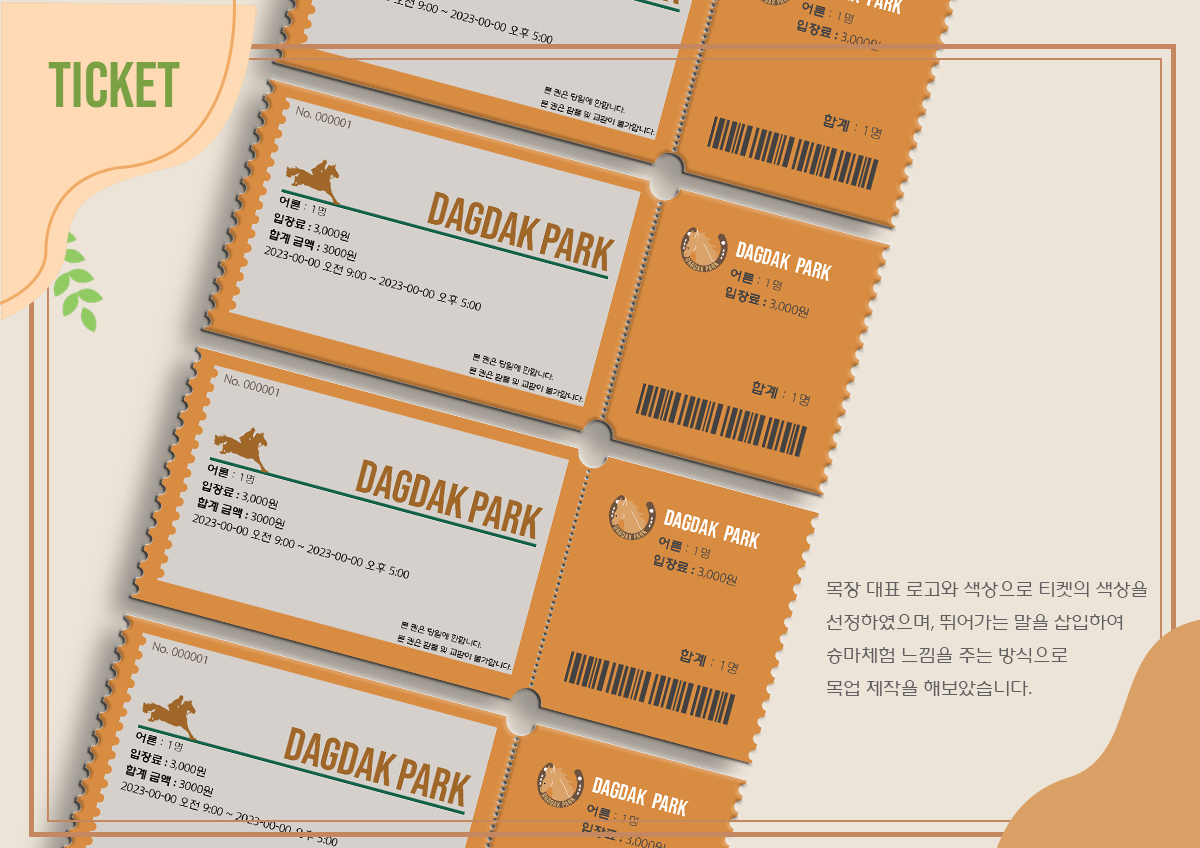 TICKET
오전 9:00 ~ 2023-00-00 오후 5:00
본 권은 당일에 한합니다.
본 권은 환불 및 교환이 불가합니다.
PARK
어른 : 1명
입장료 : 3,000원
합계 : 1명
No. 000001
DAGDAK PARK
어른 : 1명
입장료 : 3,000원
합계 금액 : 3000원
2023-00-00 오전 9:00 ~ 2023-00-00 오후 5:00
본 권은 당일에 한합니다.
본 권은 환불 및 교환이 불가합니다.
DAGDAK PARK
DAGDAK PARK
어른 : 1명
입장료 : 3,000원
합계 : 1명
No. 000001
DAGDAK PARK
어른 : 1명
입장료 : 3,000원
합계 금액 : 3000원
2023-00-00 오전 9:00 ~ 2023-00-00 오후 5:00
본 권은 당일에 한합니다.
본 권은 환불 및 교환이 불가합니다.
DAGDAK PARK
DAGDAK PARK
어른 : 1명
입장료 : 3,000원
합계 : 1명
No. 000001
DAGDAK PARK
어른 : 1명
입장료 : 3,000원
합계 금액 : 3000원
2023-00-00 오전 9:00 ~ 2023-00-00 오후 5:00
DAGDAK PARK
DAGDAK PARK
어른 : 1명
입장료 : 3,000원
목장 대표 로고와 색상으로 티켓의 색상을
선정하였으며, 뛰어가는 말을 삽입하여
승마체험 느낌을 주는 방식으로
목업 제작을 해보았습니다.